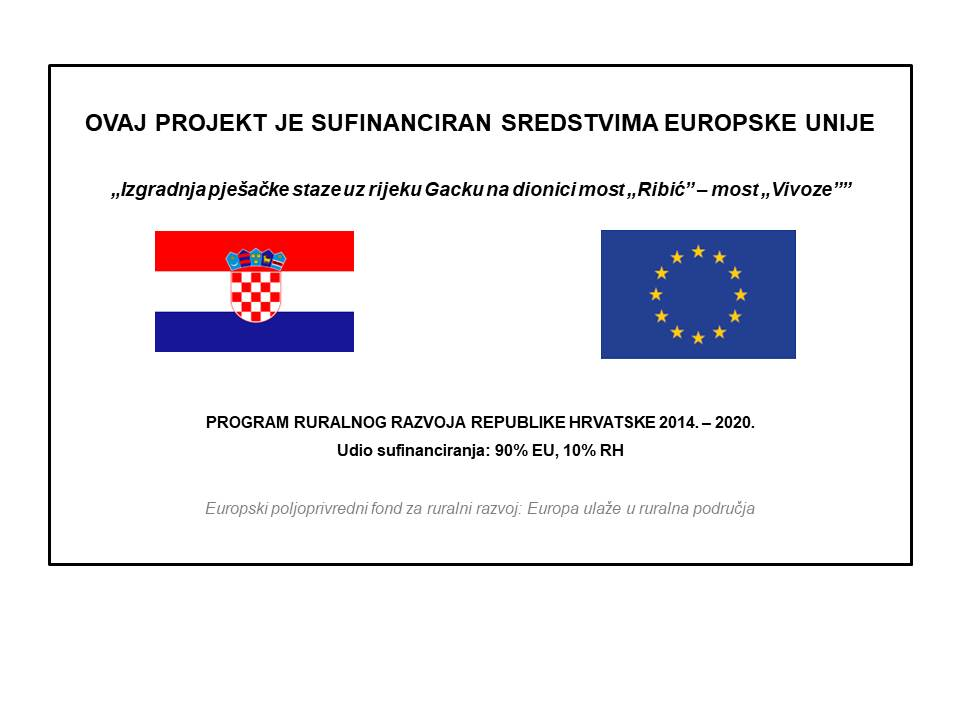 OVAJ PROJEKT JE SUFINANCIRAN SREDSTVIMA EUROPSKE UNIJE
„Izgradnja pješačke staze uz rijeku Gacku na dionici most „Ribić” – most „Vivoze””
PROGRAM RURALNOG RAZVOJA REPUBLIKE HRVATSKE 2014. – 2020.
Udio sufinanciranja: 90% EU, 10% RH
Europski poljoprivredni fond za ruralni razvoj: Europa ulaže u ruralna područja